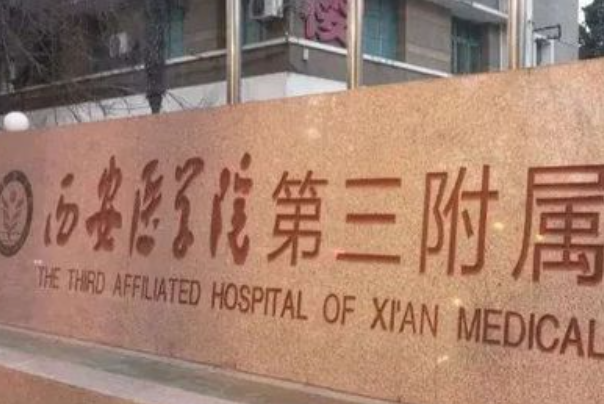 西安医学院第三附属
THE THIRD AFFILIATED HOSPITAL OF XI'AN MEDICAL